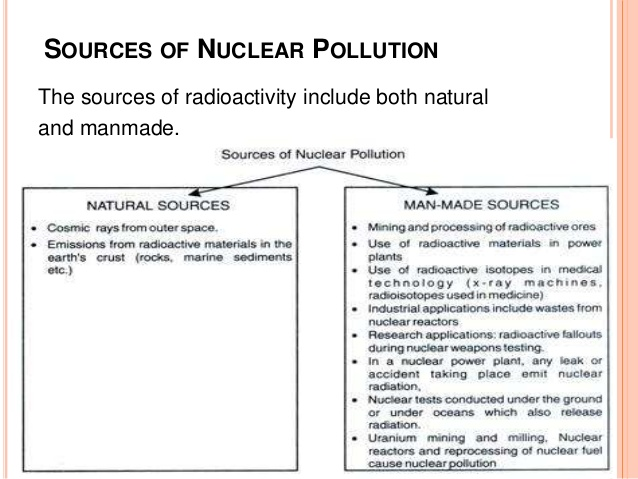 SOURCES OF NUCLEAR POLLUTION
The sources of radioactivity include both natural
and manmade.
Sources of Nuclear Pollution
NATURAL SOURCES
• Cosmic rays from outer space.
• Emissions from radioactive materials in the
earth's crust (rocks, marine sediments
etc.)
MAN-MADE SOURCES
• Mining and processing of radioactive ores
• Use of radioactive materials in power
plants
• Use of radioactive isotopes in medical
technology (x-ray machines,
radioisotopes used in medicine)
• Industrial applications include wastes from
nuclear reactors
• Research applications: radioactive fallouts
during nuclear weapons testing.
• In a nuclear power plant, any leak or
accident taking place emit nuclear
radiation,
• Nuclear tests conducted under the ground
or under oceans which also release
radiation.
• Uranium mining and milling, Nuclear
reactors and reprocessing of nuclear fuel
cause nuclear pollution